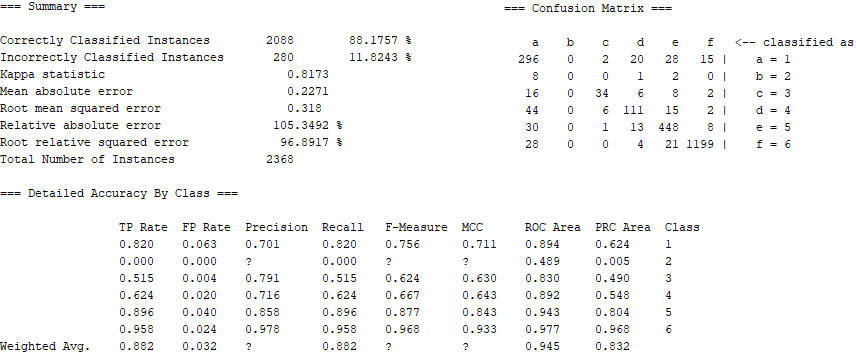 === Summary ===
Correctly Classified Instances 2088 88.1757 %
Incorrectly Classified Instances 280 11.8243 %
Kappa statistic 0.8173
Mean absolute error 0.2271
Root mean squared error 0.318
Relative absolute error 105.3492 %
Root relative squared error 96.8917 %
Total Number of Instances 2368
=== Confusion Matrix ===
a b c d e f <-- classified as
296 0 2 20 28 15 | a = 1
8 0 0 1 2 0 | b = 2
16 0 34 6 8 2 | c = 3
44 0 6 111 15 2 | d = 4
30 0 1 13 448 8 | e = 5
28 0 0 4 21 1199 | f = 6
=== Detailed Accuracy By Class ===
TP Rate FP Rate Precision Recall F-Measure MCC ROC Area PRC Area Class
0.820 0.063 0.701 0.820 0.756 0.711 0.894 0.624 1
0.000 0.000 ? 0.000 ? ? 0.489 0.005 2
0.515 0.004 0.791 0.515 0.624 0.630 0.830 0.490 3
0.624 0.020 0.716 0.624 0.667 0.643 0.892 0.548 4
0.896 0.040 0.858 0.896 0.877 0.843 0.943 0.804 5
0.958 0.024 0.978 0.958 0.968 0.933 0.977 0.968 6
Weighted Avg. 0.882 0.032 ? 0.882 ? ? 0.945 0.832